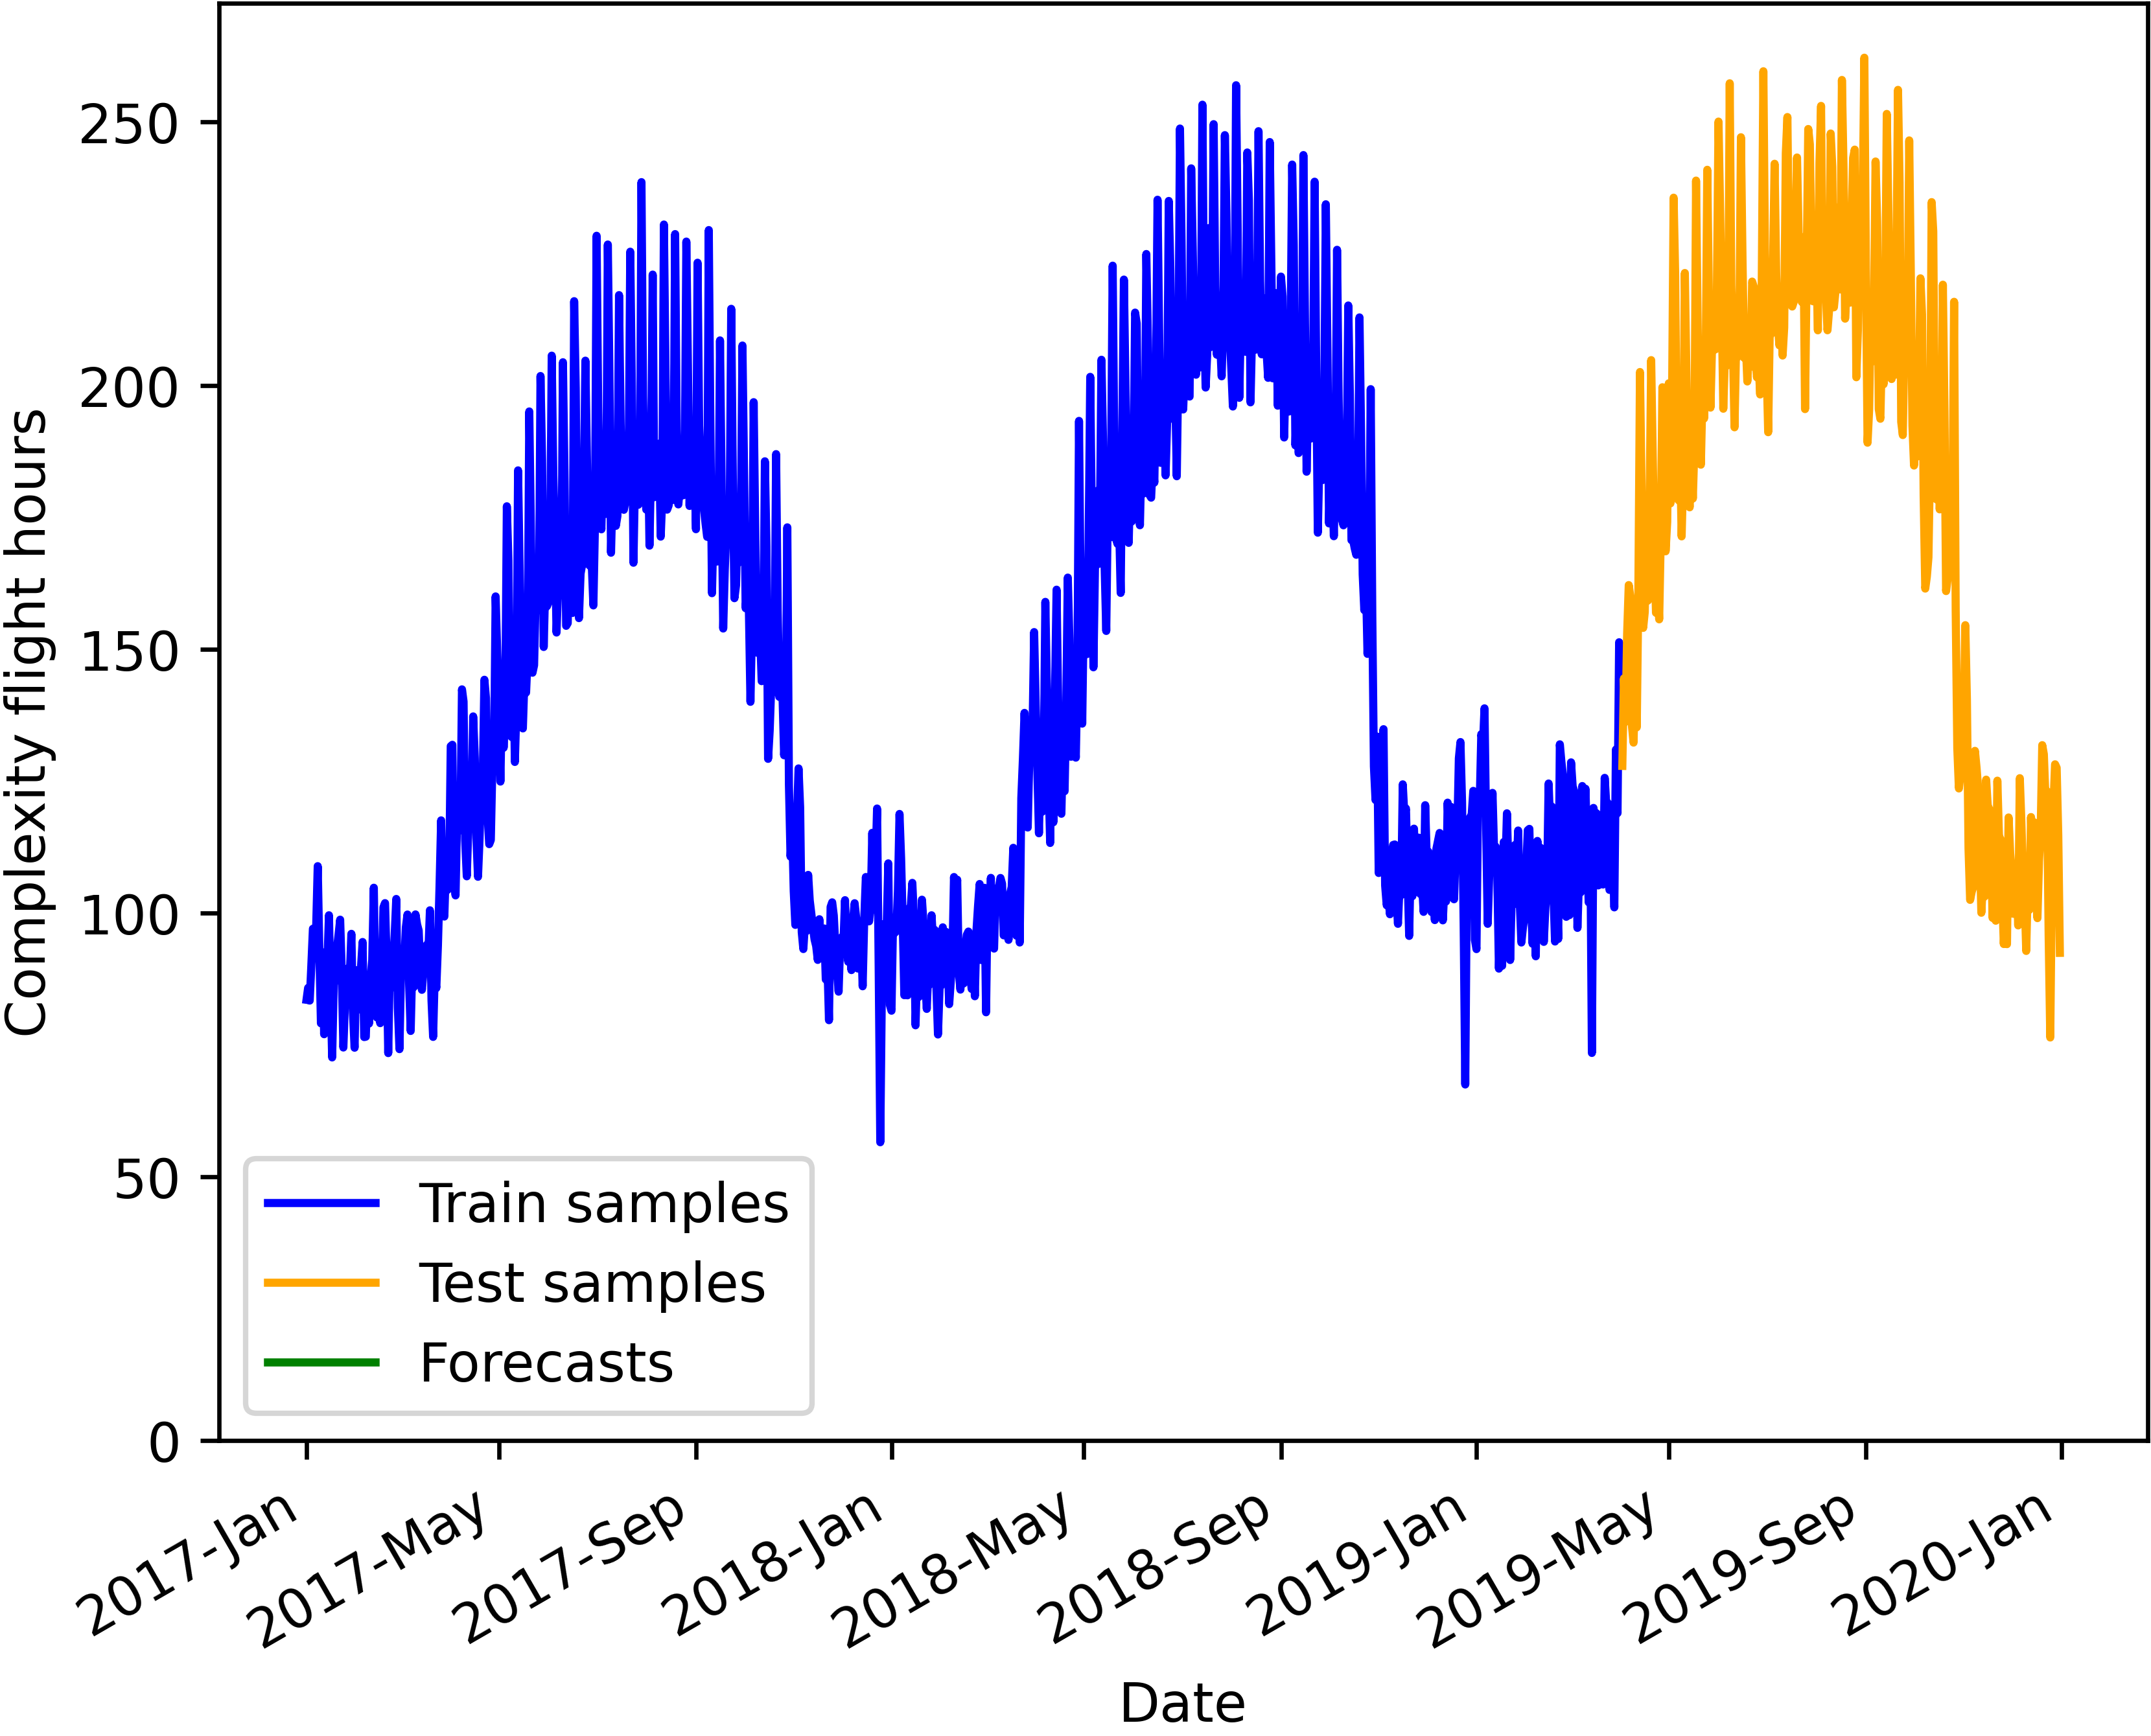 Complexity flight hours
250
200
150
100
50
0
Train samples
Test samples
Forecasts
2017-Jan
2017-May
2017-Sep
2018-Jan
2018-May
2018-Sep
2019-Jan
2019-May
2019-Sep
2020-Jan
Date